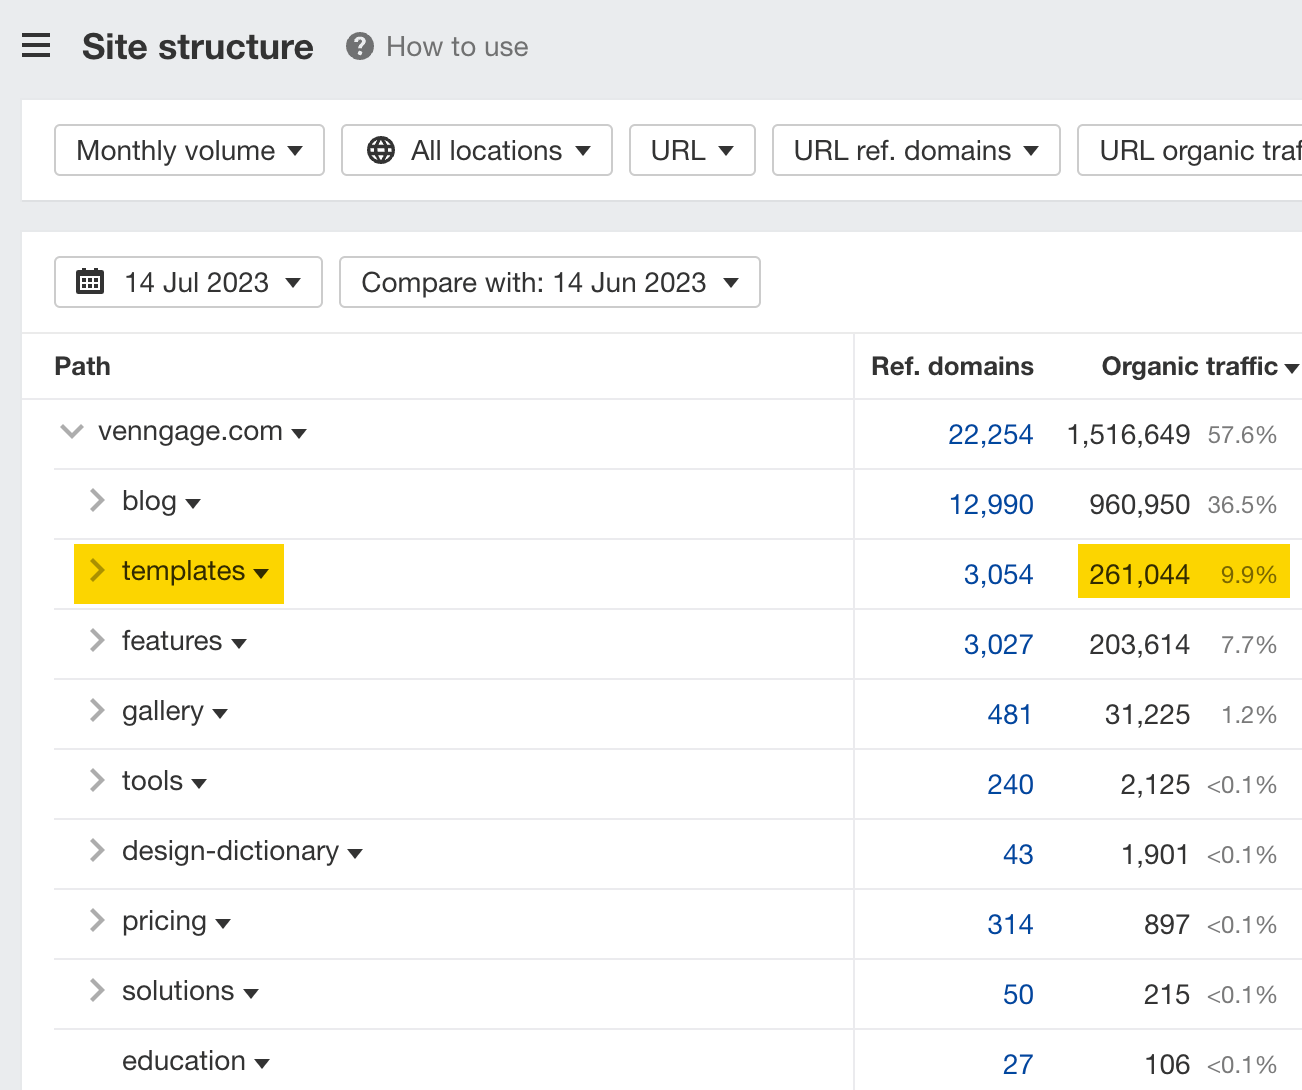 Site structure ? How to use
Monthly volume All locations URL URL ref. domains URL organic traf
14 Jul 2023 Compare with: 14 Jun 2023
Path Ref. domains Organic traffic
venngage.com 22,254 1,516,649 57.6%
blog 12,990 960,950 36.5%
templates 3,054 261,044 9.9%
features 3,027 203,614 7.7%
gallery 481 31,225 1.2%
tools 240 2,125 <0.1%
design-dictionary 43 1,901 <0.1%
pricing 314 897 <0.1%
solutions 50 215 <0.1%
education 27 106 <0.1%